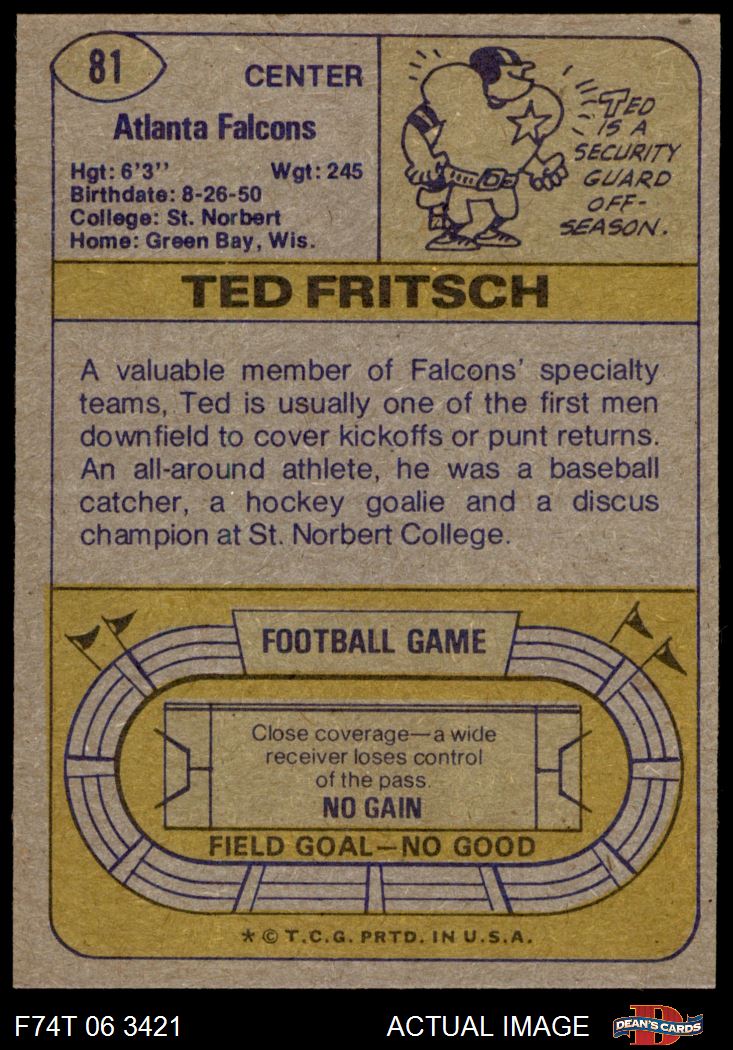 81
CENTER
Atlanta Falcons
Hgt: 6'3" Wgt: 245
Birthdate: 8-26-50
College: St. Norbert
Home: Green Bay, Wis.
TED
IS A
SECURITY
GUARD
OFF-
SEASON.
TED FRITSCH
A valuable member of Falcons' specialty
teams, Ted is usually one of the first men
downfield to cover kickoffs or punt returns.
An all-around athlete, he was a baseball
catcher, a hockey goalie and a discus
champion at St. Norbert College.
FOOTBALL GAME
Close coverage—a wide
receiver loses control
of the pass.
NO GAIN
FIELD GOAL—NO GOOD
* © T.C.G. PRTD. IN U.S.A.
F74T 06 3421 ACTUAL IMAGE D DEAN'S CARDS